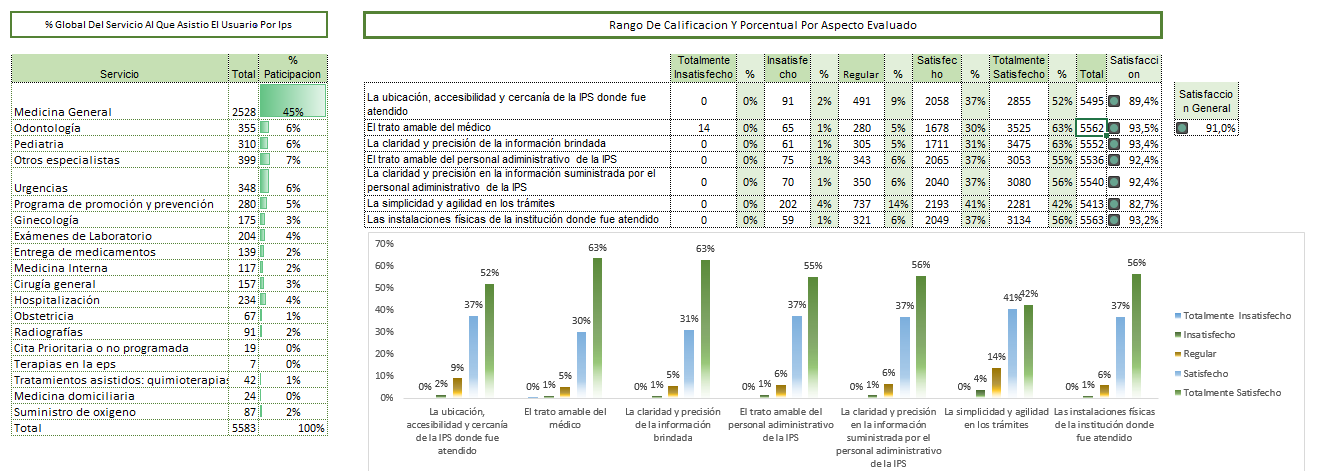 % Global Del Servicio Al Que Asistio El Usuario Por Ips
Servicio Total % Paticipacion
Medicina General 2528 45%
Odontología 355 6%
Pediatria 310 6%
Otros especialistas 399 7%
Urgencias 348 6%
Programa de promoción y prevención 280 5%
Ginecología 175 3%
Exámenes de Laboratorio 204 4%
Entrega de medicamentos 139 2%
Medicina Interna 117 2%
Cirugía general 157 3%
Hospitalización 234 4%
Obstetricia 67 1%
Radiografías 91 2%
Cita Prioritaria o no programada 19 0%
Terapias en la eps 7 0%
Tratamientos asistidos: quimioterapias 42 1%
Medicina domiciliaria 24 0%
Suministro de oxigeno 87 2%
Total 5583 100%
Rango De Calificacion Y Porcentual Por Aspecto Evaluado
Totalmente Insatisfecho % Insatisfe cho % Regular % Satisfec ho % Totalmente Satisfecho % Total Satisfacci on
La ubicación, accesibilidad y cercanía de la IPS donde fue
atendido 0 0% 91 2% 491 9% 2058 37% 2855 52% 5495 89,4%
El trato amable del médico 14 0% 65 1% 280 5% 1678 30% 3525 63% 5562 93,5%
La claridad y precisión de la información brindada 0 0% 61 1% 305 5% 1711 31% 3475 63% 5552 93,4%
El trato amable del personal adiministrativo de la IPS 0 0% 75 1% 343 6% 2065 37% 3053 55% 5536 92,4%
La claridad y precisión en la información suministrada por el
personal adiministrativo de la IPS 0 0% 70 1% 350 6% 2040 37% 3080 56% 5540 92,4%
La simplicidad y agilidad en los trámites 0 0% 202 4% 737 14% 2193 41% 2281 42% 5413 82,7%
Las instalaciones físicas de la institución donde fue atendido 0 0% 59 1% 321 6% 2049 37% 3134 56% 5563 93,2%
Satisfaccio
n General
91,0%
70%
60%
50%
40%
30%
20%
10%
0%
0% 2% 9% 37% 52%
0% 1% 5% 30% 63%
0% 1% 5% 31% 63%
0% 1% 6% 37% 55%
0% 1% 6% 37% 56%
0% 4% 14% 41% 42%
0% 1% 6% 37% 56%
La ubicación,
accesibilidad y cercanía
de la IPS donde fue
atendido
El trato amable del
médico
La claridad y precisión
de la información
brindada
El trato amable del
personal adiministrativo
de la IPS
La claridad y precisión
en la información
suministrada por el
personal adiministrativo
de la IPS
La simplicidad y agilidad
en los trámites
Las instalaciones físicas
de la institución donde
fue atendido
Totalmente Insatisfecho
Insatisfecho
Regular
Satisfecho
Totalmente Satisfecho